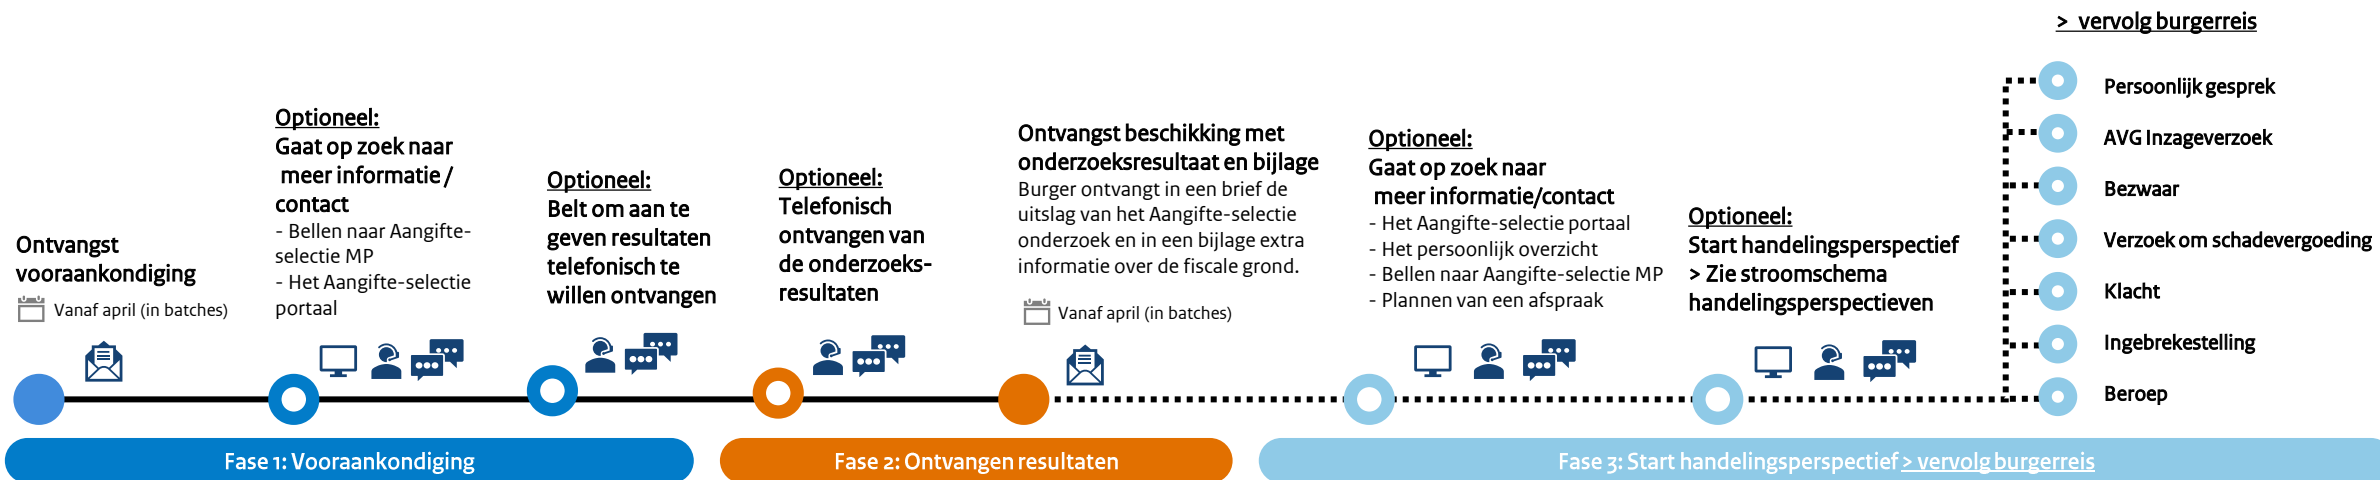 Ontvangst
vooraankondiging
Vanaf april (in batches)
Optioneel:
Gaat op zoek naar
meer informatie /
contact
- Bellen naar Aangifte-
selectie MP
- Het Aangifte-selectie
portaal
Optioneel:
Belt om aan te
geven resultaten
telefonisch te
willen ontvangen
Optioneel:
Telefonisch
ontvangen van
de onderzoeks-
resultaten
Ontvangst beschikking met
onderzoeksresultaat en bijlage
Burger ontvangt in een brief de
uitslag van het Aangifte-selectie
onderzoek en in een bijlage extra
informatie over de fiscale grond.
Vanaf april (in batches)
Optioneel:
Gaat op zoek naar
meer informatie/contact
- Het Aangifte-selectie portaal
- Het persoonlijk overzicht
- Bellen naar Aangifte-selectie MP
- Plannen van een afspraak
Optioneel:
Start handelingsperspectief
> Zie stroomschema
handelingsperspectieven
> vervolg burgerreis
Persoonlijk gesprek
AVG Inzageverzoek
Bezwaar
Verzoek om schadevergoeding
Klacht
Ingebrekestelling
Beroep
Fase 1: Vooraankondiging
Fase 2: Ontvangen resultaten
Fase 3: Start handelingsperspectief > vervolg burgerreis